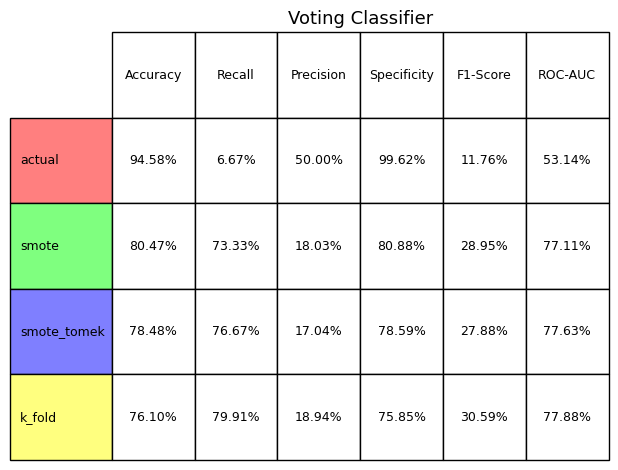 Voting Classifier
Accuracy Recall Precision Specificity F1-Score ROC-AUC
actual 94.58% 6.67% 50.00% 99.62% 11.76% 53.14%
smote 80.47% 73.33% 18.03% 80.88% 28.95% 77.11%
smote_tomek 78.48% 76.67% 17.04% 78.59% 27.88% 77.63%
k_fold 76.10% 79.91% 18.94% 75.85% 30.59% 77.88%